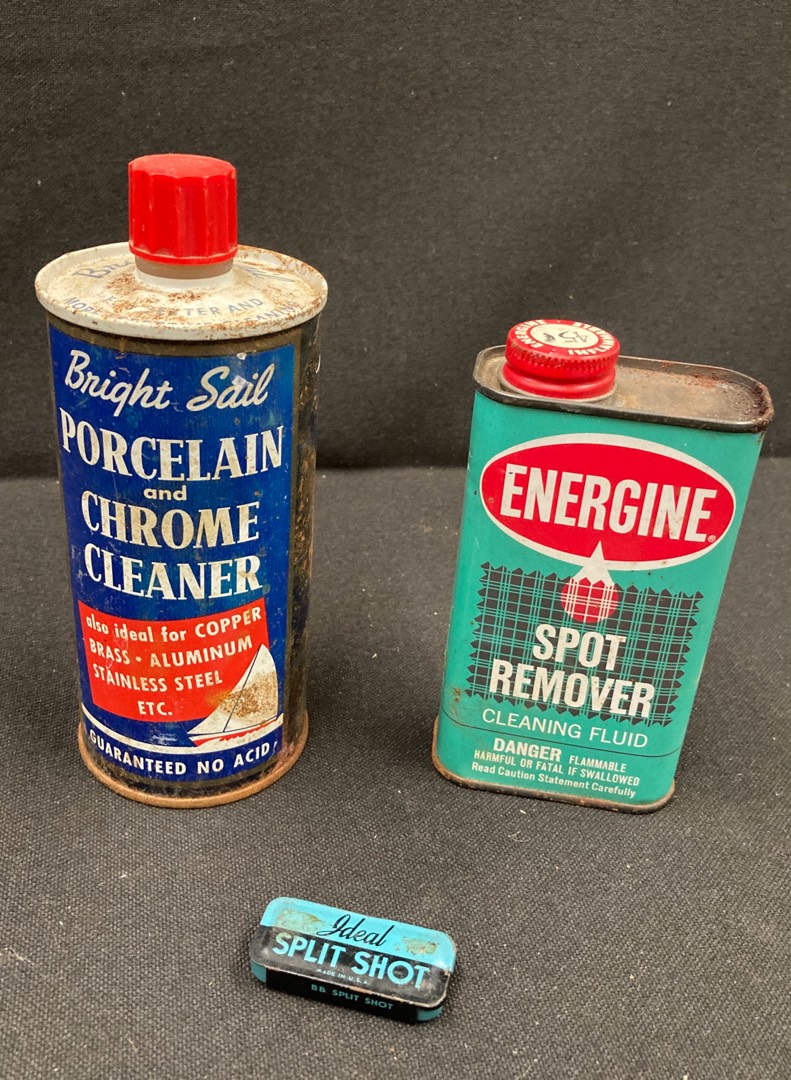 Bright Sail
PORCELAIN
and
CHROME
CLEANER
also ideal for COPPER
BRASS • ALUMINUM
STAINLESS STEEL
ETC.
GUARANTEED NO ACID
ENERGINE
45
ENERGINE®
SPOT
REMOVER
CLEANING FLUID
DANGER FLAMMABLE
HARMFUL OR FATAL IF SWALLOWED
Read Caution Statement Carefully
Ideal
SPLIT SHOT
MADE IN U.S.A.
BB SPLIT SHOT